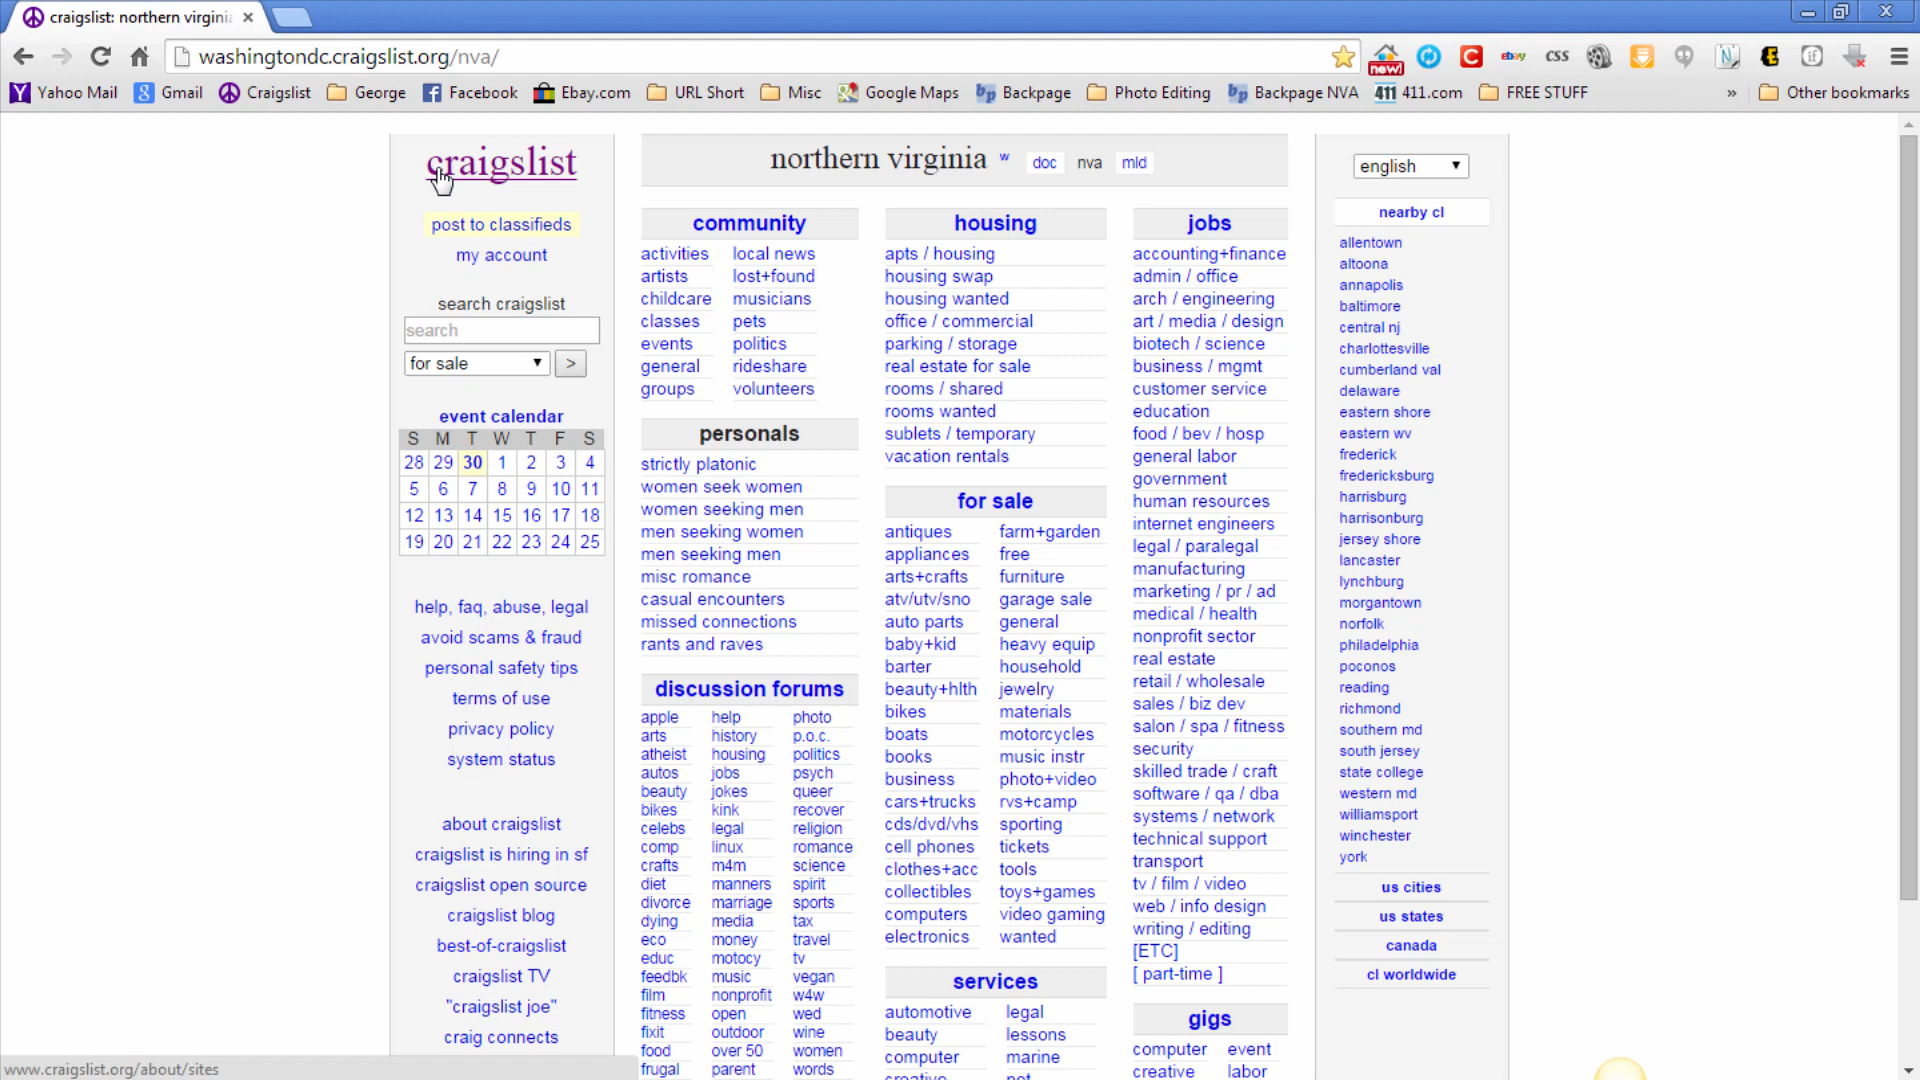 craigslist: northern virginia
washingtondc.craigslist.org/nva/
new!
ebay
CSS
Yahoo Mail
Gmail
Craigslist
George
Facebook
Ebay.com
URL Short
Misc
Google Maps
Backpage
Photo Editing
Backpage NVA
411 411.com
FREE STUFF
»
Other bookmarks
craigslist
post to classifieds
my account
search craigslist
search
for sale
>
event calendar
S M T W T F S
28 29 30 1 2 3 4
5 6 7 8 9 10 11
12 13 14 15 16 17 18
19 20 21 22 23 24 25
help, faq, abuse, legal
avoid scams & fraud
personal safety tips
terms of use
privacy policy
system status
about craigslist
craigslist is hiring in sf
craigslist open source
craigslist blog
best-of-craigslist
craigslist TV
"craigslist joe"
craig connects
northern virginia w doc nva mld
community
activities local news
artists lost+found
childcare musicians
classes pets
events politics
general rideshare
groups volunteers
personals
strictly platonic
women seek women
women seeking men
men seeking women
men seeking men
misc romance
casual encounters
missed connections
rants and raves
discussion forums
apple help photo
arts history p.o.c.
atheist housing politics
autos jobs psych
beauty jokes queer
bikes kink recover
celebs legal religion
comp linux romance
crafts m4m science
diet manners spirit
divorce marriage sports
dying media tax
eco money travel
educ motocy tv
feedbk music vegan
film nonprofit w4w
fitness open wed
fixit outdoor wine
food over 50 women
frugal parent words
housing
apts / housing
housing swap
housing wanted
office / commercial
parking / storage
real estate for sale
rooms / shared
rooms wanted
sublets / temporary
vacation rentals
for sale
antiques farm+garden
appliances free
arts+crafts furniture
atv/utv/sno garage sale
auto parts general
baby+kid heavy equip
barter household
beauty+hlth jewelry
bikes materials
boats motorcycles
books music instr
business photo+video
cars+trucks rvs+camp
cds/dvd/vhs sporting
cell phones tickets
clothes+acc tools
collectibles toys+games
computers video gaming
electronics wanted
services
automotive legal
beauty lessons
computer marine
creative pet
jobs
accounting+finance
admin / office
arch / engineering
art / media / design
biotech / science
business / mgmt
customer service
education
food / bev / hosp
general labor
government
human resources
internet engineers
legal / paralegal
manufacturing
marketing / pr / ad
medical / health
nonprofit sector
real estate
retail / wholesale
sales / biz dev
salon / spa / fitness
security
skilled trade / craft
software / qa / dba
systems / network
technical support
transport
tv / film / video
web / info design
writing / editing
[ETC]
[ part-time ]
gigs
computer event
creative labor
english
nearby cl
allentown
altoona
annapolis
baltimore
central nj
charlottesville
cumberland val
delaware
eastern shore
eastern wv
frederick
fredericksburg
harrisburg
harrisonburg
jersey shore
lancaster
lynchburg
morgantown
norfolk
philadelphia
poconos
reading
richmond
southern md
south jersey
state college
western md
williamsport
winchester
york
us cities
us states
canada
cl worldwide
www.craigslist.org/about/sites